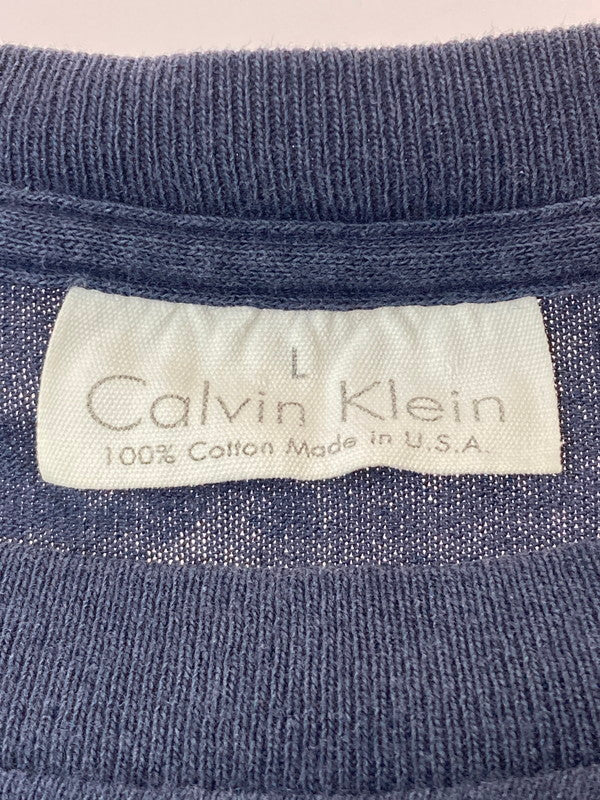 L
Calvin Klein
100% Cotton Made in U.S.A.